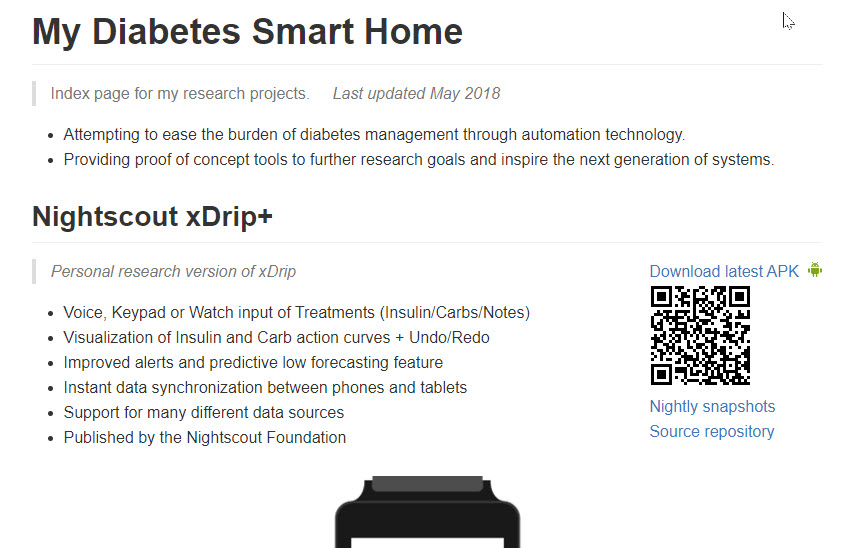 My Diabetes Smart Home
Index page for my research projects. Last updated May 2018
Attempting to ease the burden of diabetes management through automation technology.
Providing proof of concept tools to further research goals and inspire the next generation of systems.
Nightscout xDrip+
Personal research version of xDrip
Voice, Keypad or Watch input of Treatments (Insulin/Carbs/Notes)
Visualization of Insulin and Carb action curves + Undo/Redo
Improved alerts and predictive low forecasting feature
Instant data synchronization between phones and tablets
Support for many different data sources
Published by the Nightscout Foundation
Download latest APK
Nightly snapshots
Source repository